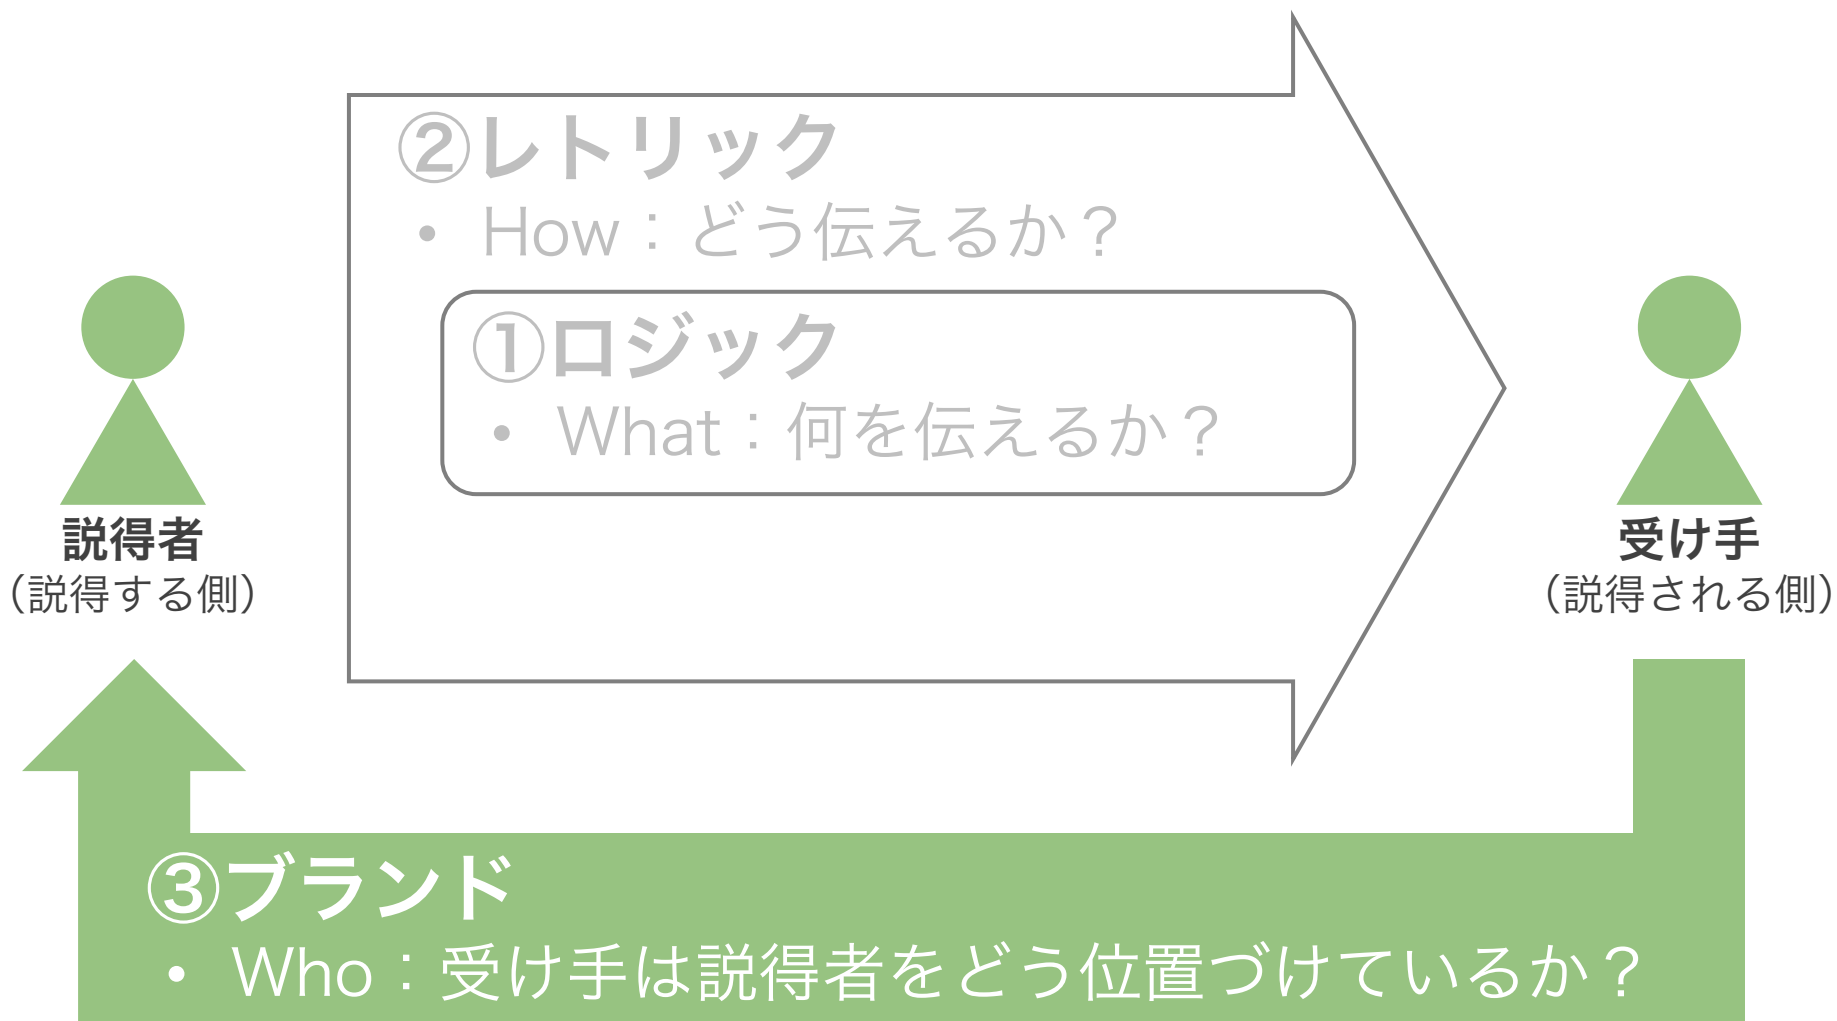 ②レトリック
• How：どう伝えるか？
①ロジック
• What：何を伝えるか？
説得者
（説得する側）
受け手
（説得される側）
③ブランド
• Who：受け手は説得者をどう位置づけているか？